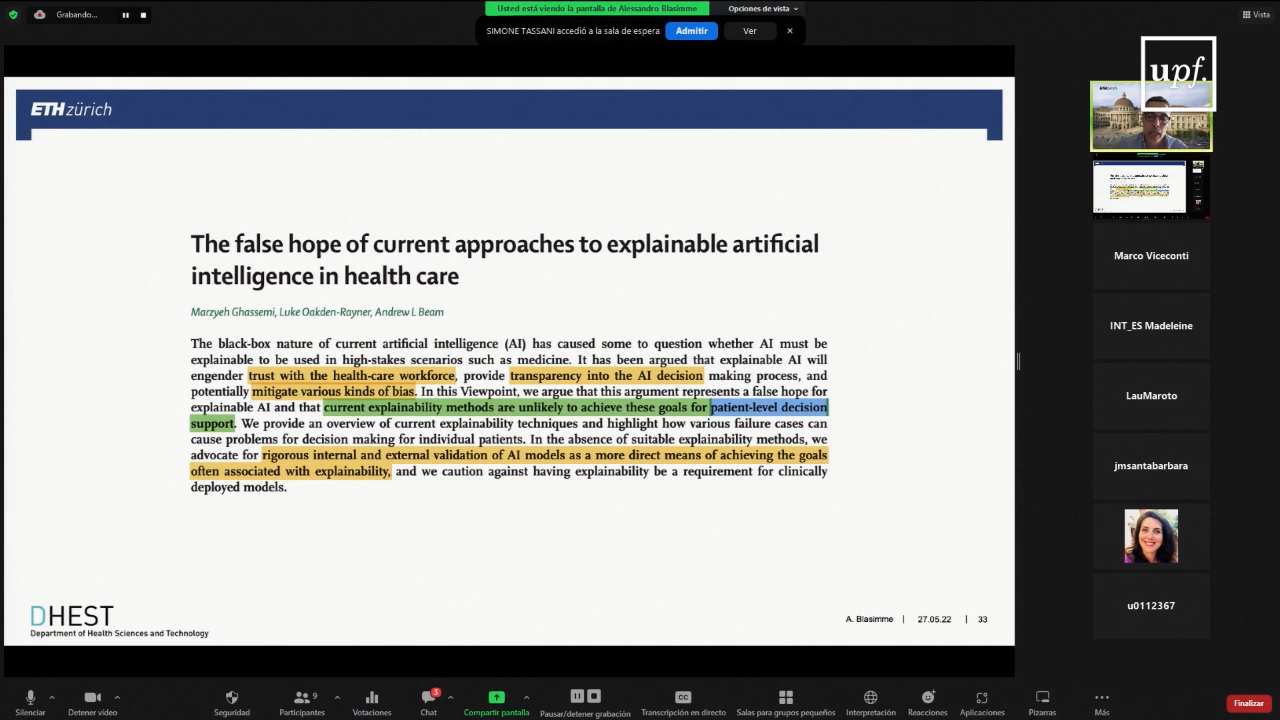 Grabando...
Usted está viendo la pantalla de Alessandro Blasimme
Opciones de vista
Vista
SIMONE TASSANI accedió a la sala de espera
Admitir
Ver
ETH zürich
The false hope of current approaches to explainable artificial
intelligence in health care
Marzyeh Ghassemi, Luke Oakden-Rayner, Andrew L Beam
The black-box nature of current artificial intelligence (AI) has caused some to question whether AI must be
explainable to be used in high-stakes scenarios such as medicine. It has been argued that explainable AI will
engender trust with the health-care workforce, provide transparency into the AI decision making process, and
potentially mitigate various kinds of bias. In this Viewpoint, we argue that this argument represents a false hope for
explainable AI and that current explainability methods are unlikely to achieve these goals for patient-level decision
support. We provide an overview of current explainability techniques and highlight how various failure cases can
cause problems for decision making for individual patients. In the absence of suitable explainability methods, we
advocate for rigorous internal and external validation of AI models as a more direct means of achieving the goals
often associated with explainability, and we caution against having explainability be a requirement for clinically
deployed models.
DHEST
Department of Health Sciences and Technology
A. Blasimme | 27.05.22 | 33
upf.
Marco Viceconti
INT_ES Madeleine
LauMaroto
jmsantabarbara
u0112367
Silenciar
Detener vídeo
Seguridad
9
Participantes
Votaciones
3
Chat
Compartir pantalla
Pausar/detener grabación
CC
Transcripción en directo
Salas para grupos pequeños
Interpretación
Reacciones
Aplicaciones
Pizarras
Más
Finalizar